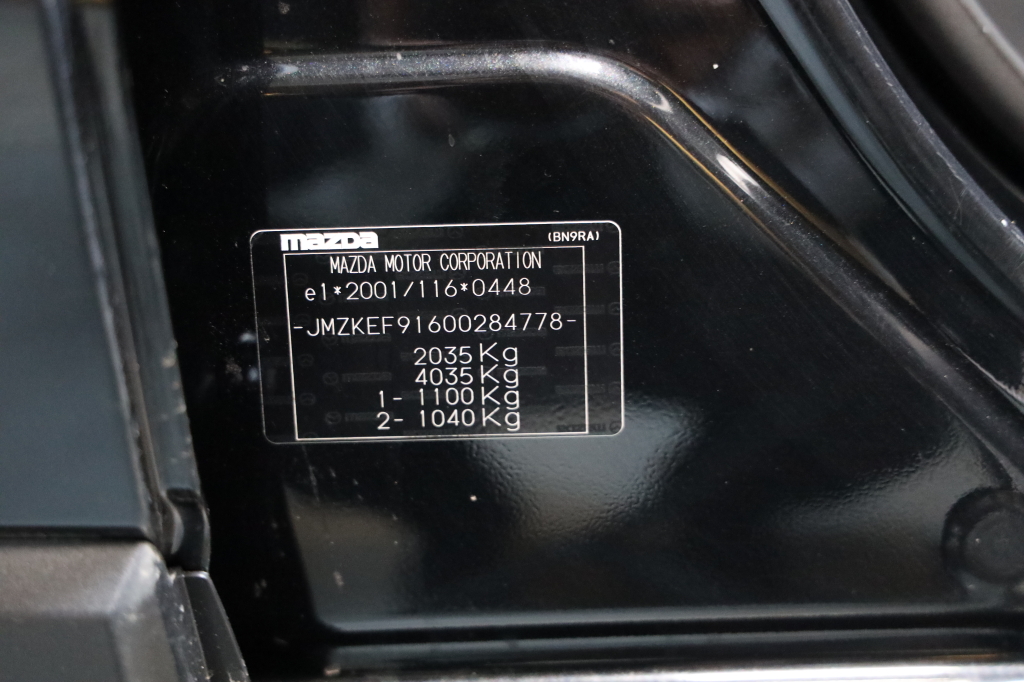 mazda (BN9RA)
MAZDA MOTOR CORPORATION
e1*2001/116*0448
-JMZKEF91600284778-
2035 Kg
4035 Kg
1- 1100 Kg
2- 1040 Kg